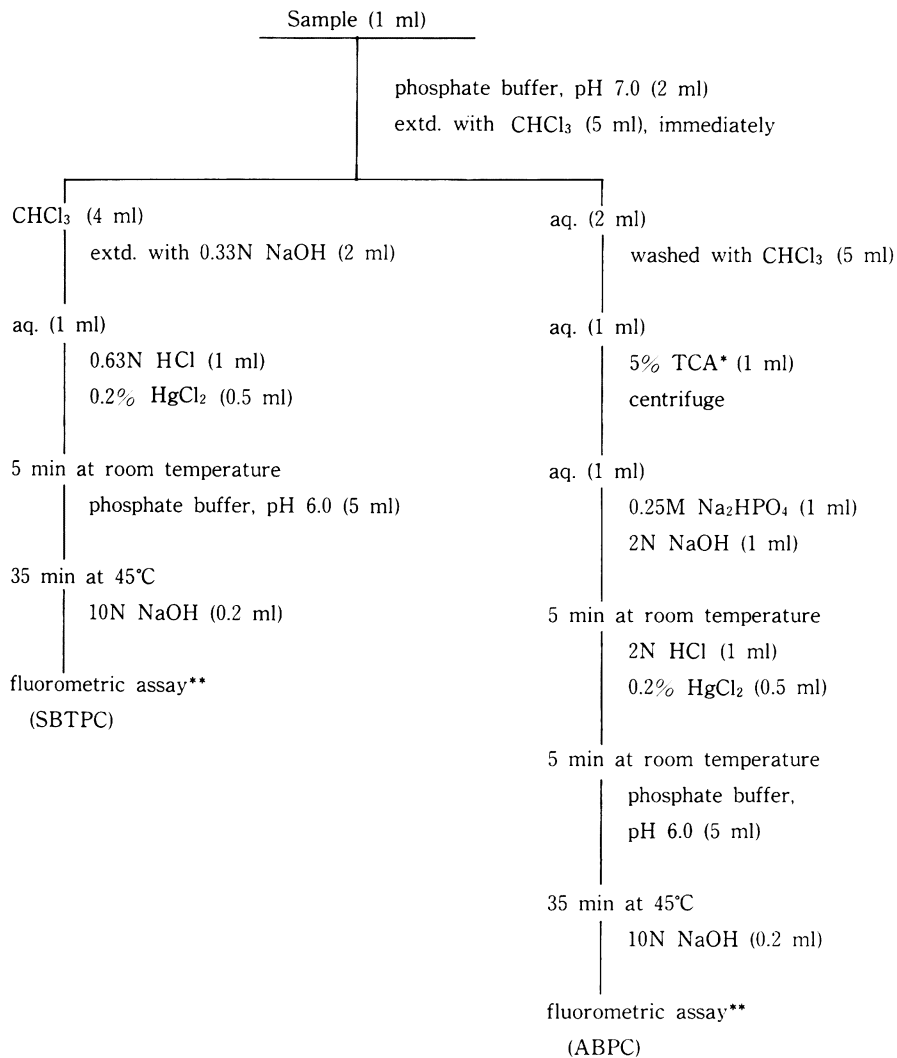 Sample (1 ml)
phosphate buffer, pH 7.0 (2 ml)
extd. with CHCl₃ (5 ml), immediately
CHCl₃ (4 ml)
extd. with 0.33N NaOH (2 ml)
aq. (1 ml)
0.63N HCl (1 ml)
0.2% HgCl₂ (0.5 ml)
5 min at room temperature
phosphate buffer, pH 6.0 (5 ml)
35 min at 45°C
10N NaOH (0.2 ml)
fluorometric assay**
(SBTPC)
aq. (2 ml)
washed with CHCl₃ (5 ml)
aq. (1 ml)
5% TCA* (1 ml)
centrifuge
aq. (1 ml)
0.25M Na₂HPO₄ (1 ml)
2N NaOH (1 ml)
5 min at room temperature
2N HCl (1 ml)
0.2% HgCl₂ (0.5 ml)
5 min at room temperature
phosphate buffer,
pH 6.0 (5 ml)
35 min at 45°C
10N NaOH (0.2 ml)
fluorometric assay**
(ABPC)